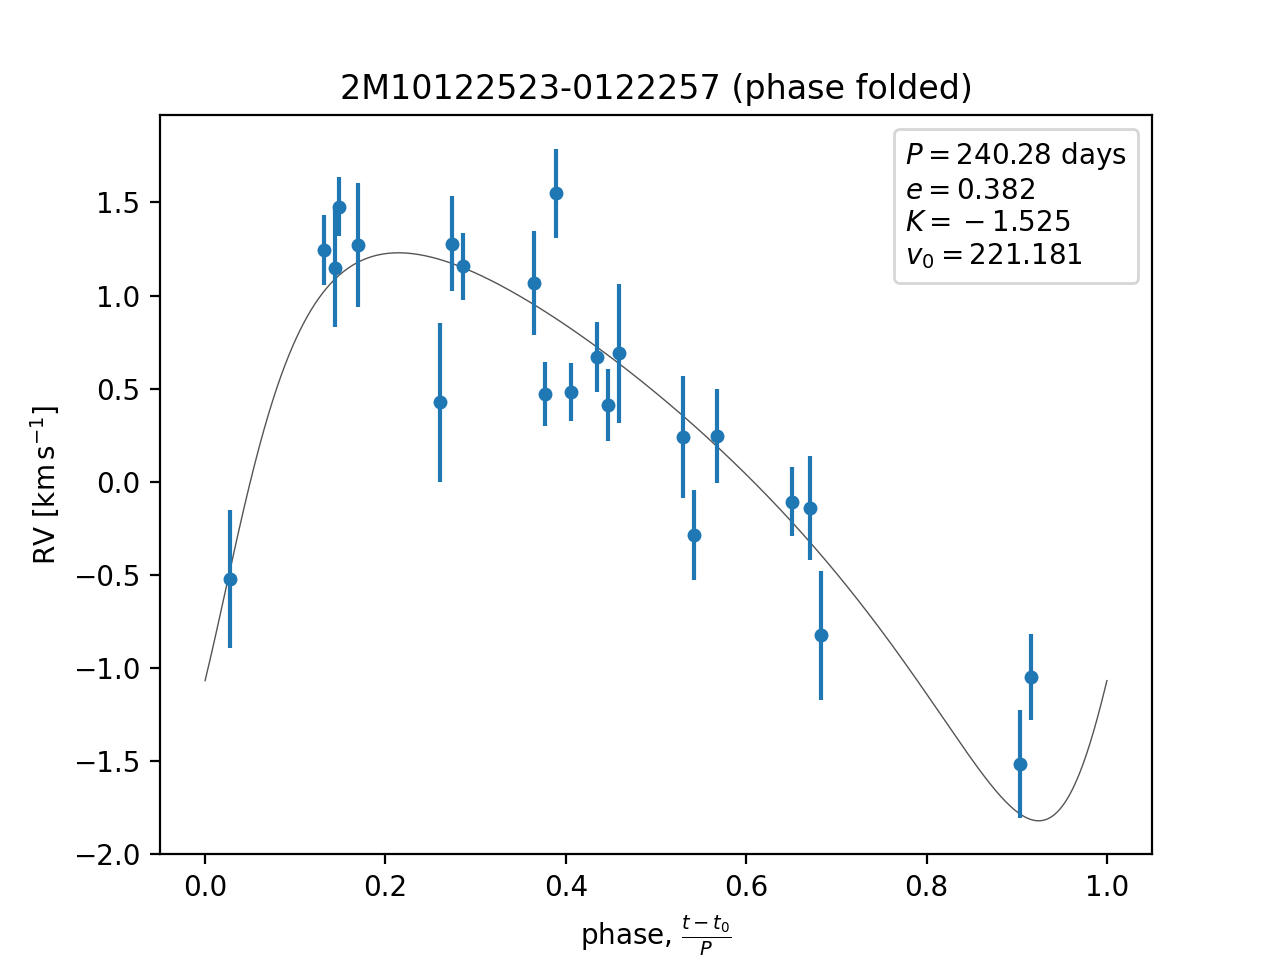 2M10122523-0122257 (phase folded)
P = 240.28 days
e = 0.382
K = −1.525
v₀ = 221.181
RV [km s⁻¹]
1.5
1.0
0.5
0.0
−0.5
−1.0
−1.5
−2.0
0.0 0.2 0.4 0.6 0.8 1.0
phase, (t − t₀)/P